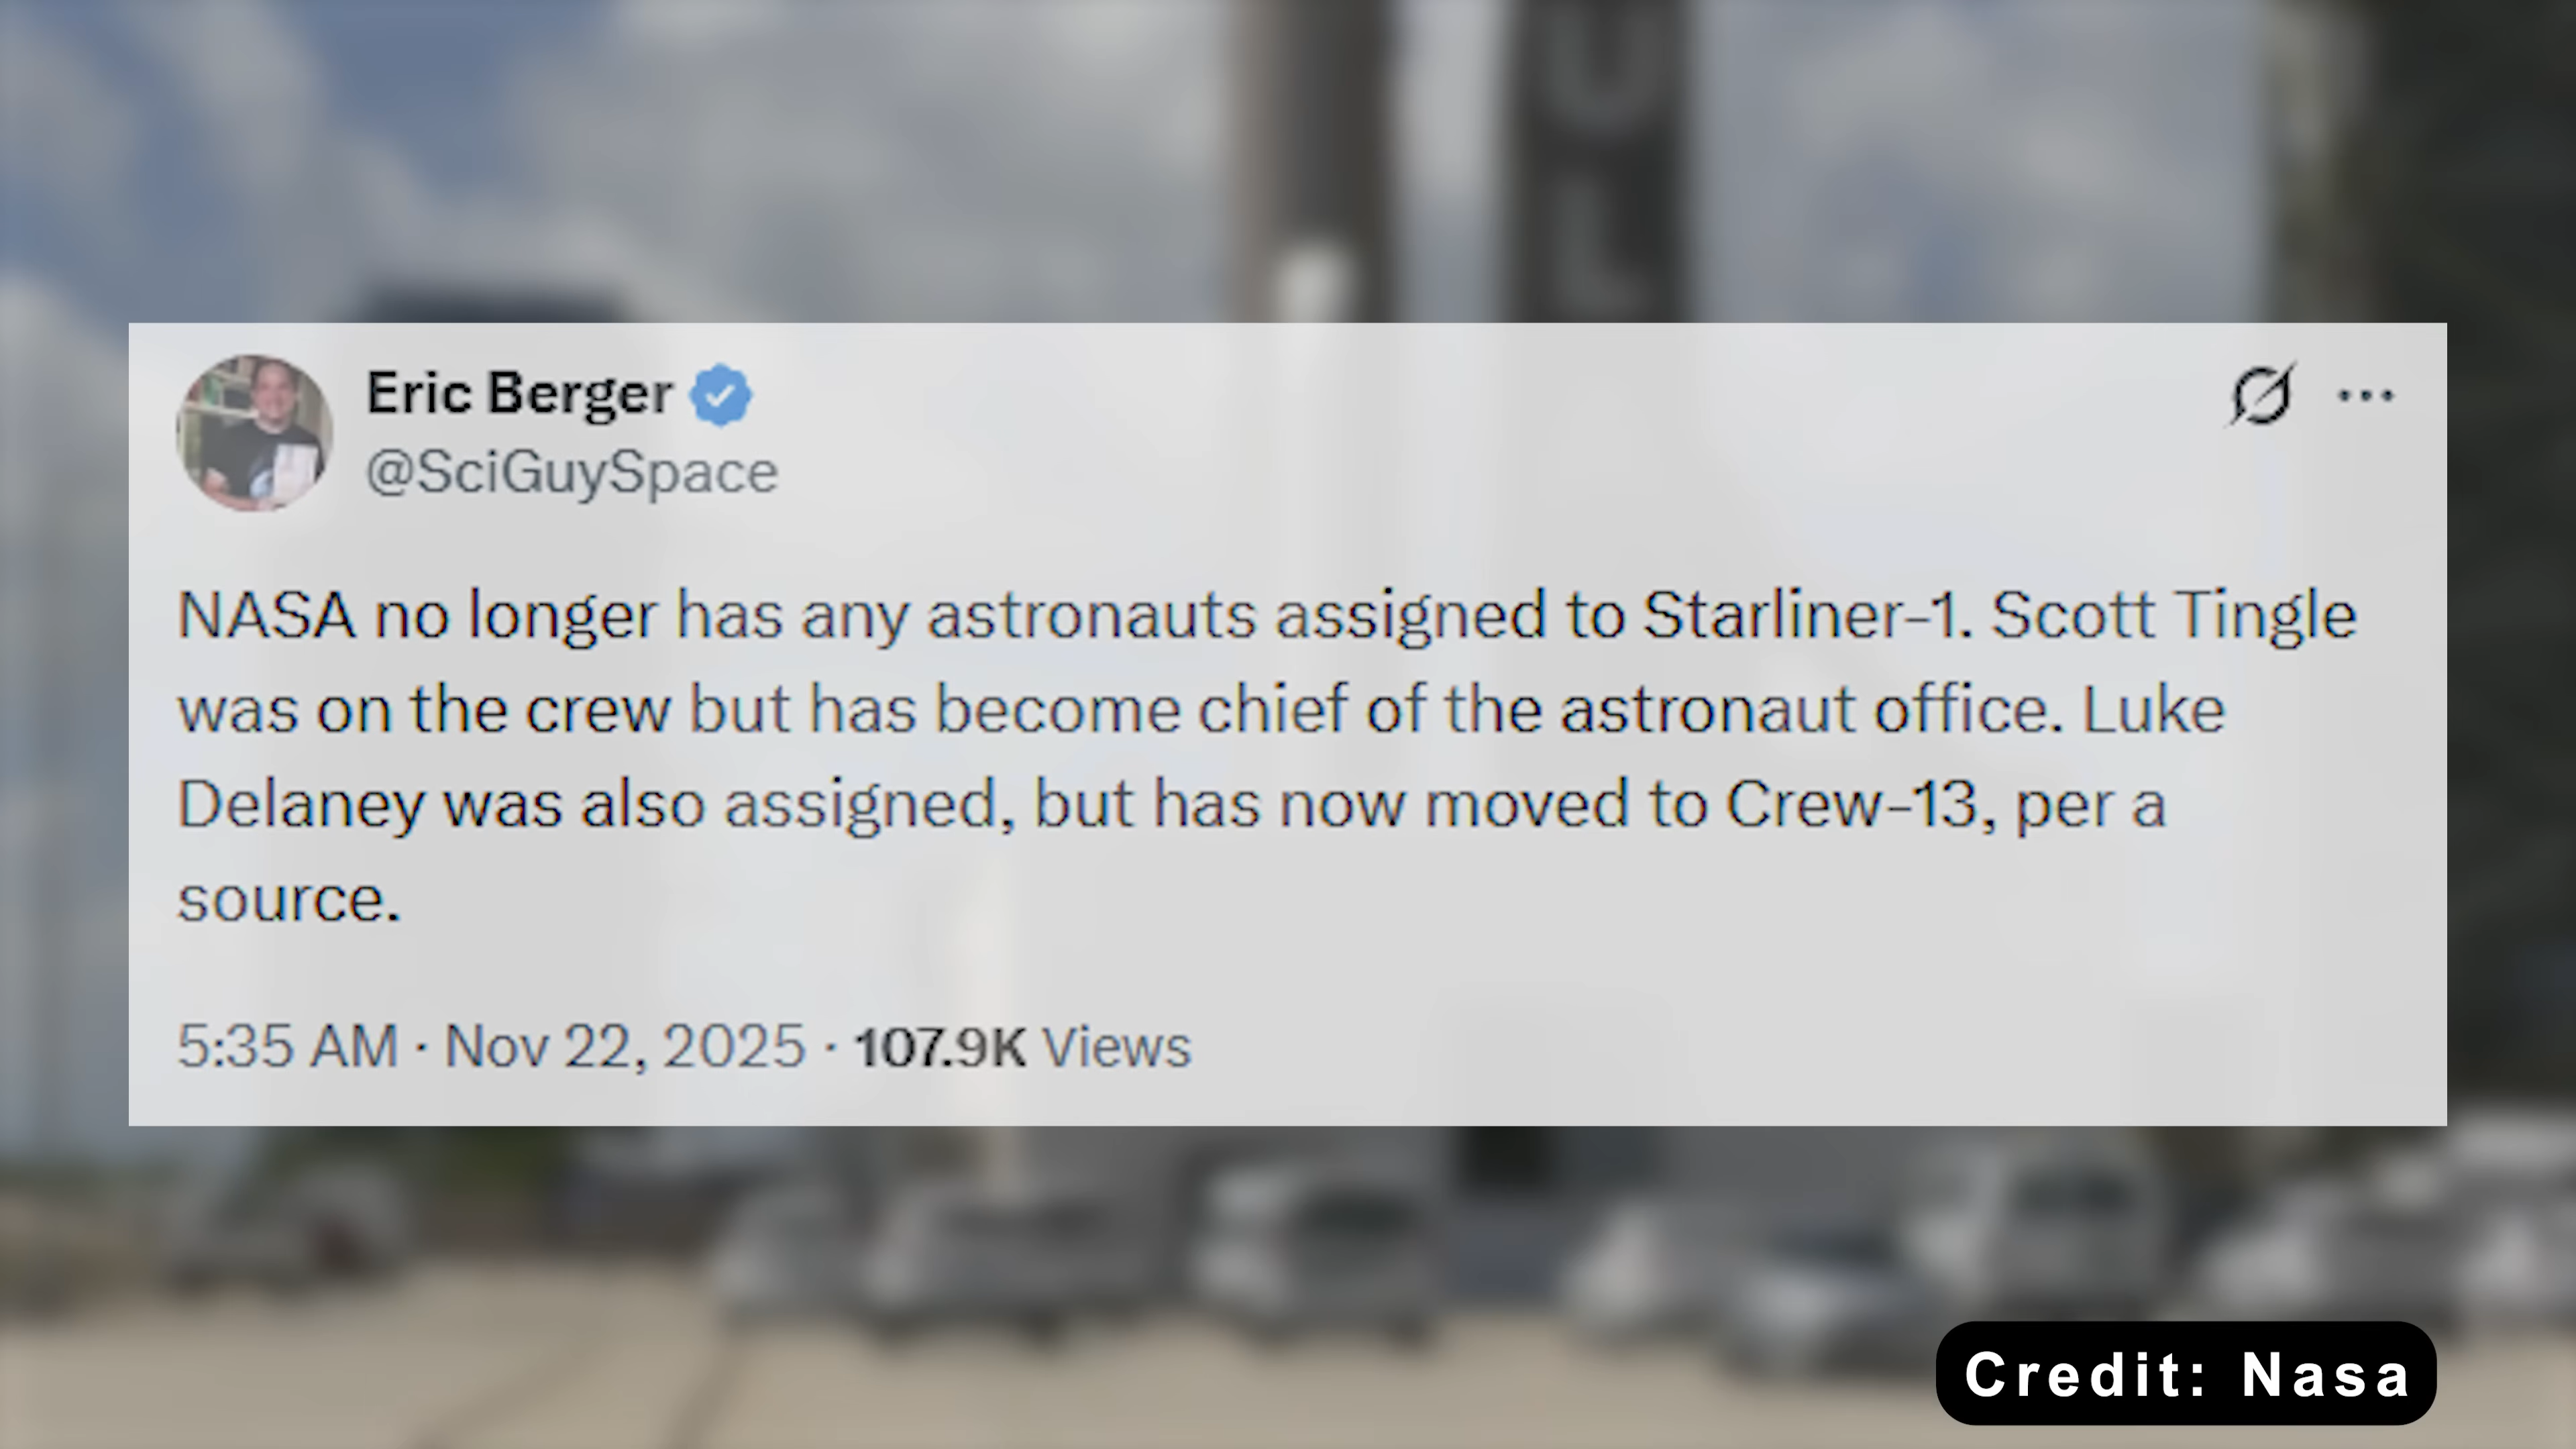 U
L
Eric Berger
@SciGuySpace
NASA no longer has any astronauts assigned to Starliner-1. Scott Tingle
was on the crew but has become chief of the astronaut office. Luke
Delaney was also assigned, but has now moved to Crew-13, per a
source.
5:35 AM · Nov 22, 2025 · 107.9K Views
Credit: Nasa